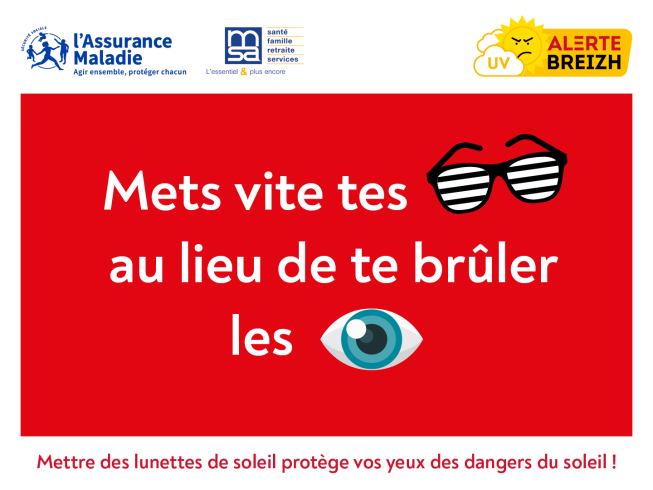 SÉCURITÉ SOCIALE
l'Assurance
Maladie
Agir ensemble, protéger chacun
msa
santé
famille
retraite
services
L'essentiel & plus encore
UV
ALERTE
BREIZH
Mets vite tes
au lieu de te brûler
les
Mettre des lunettes de soleil protège vos yeux des dangers du soleil !